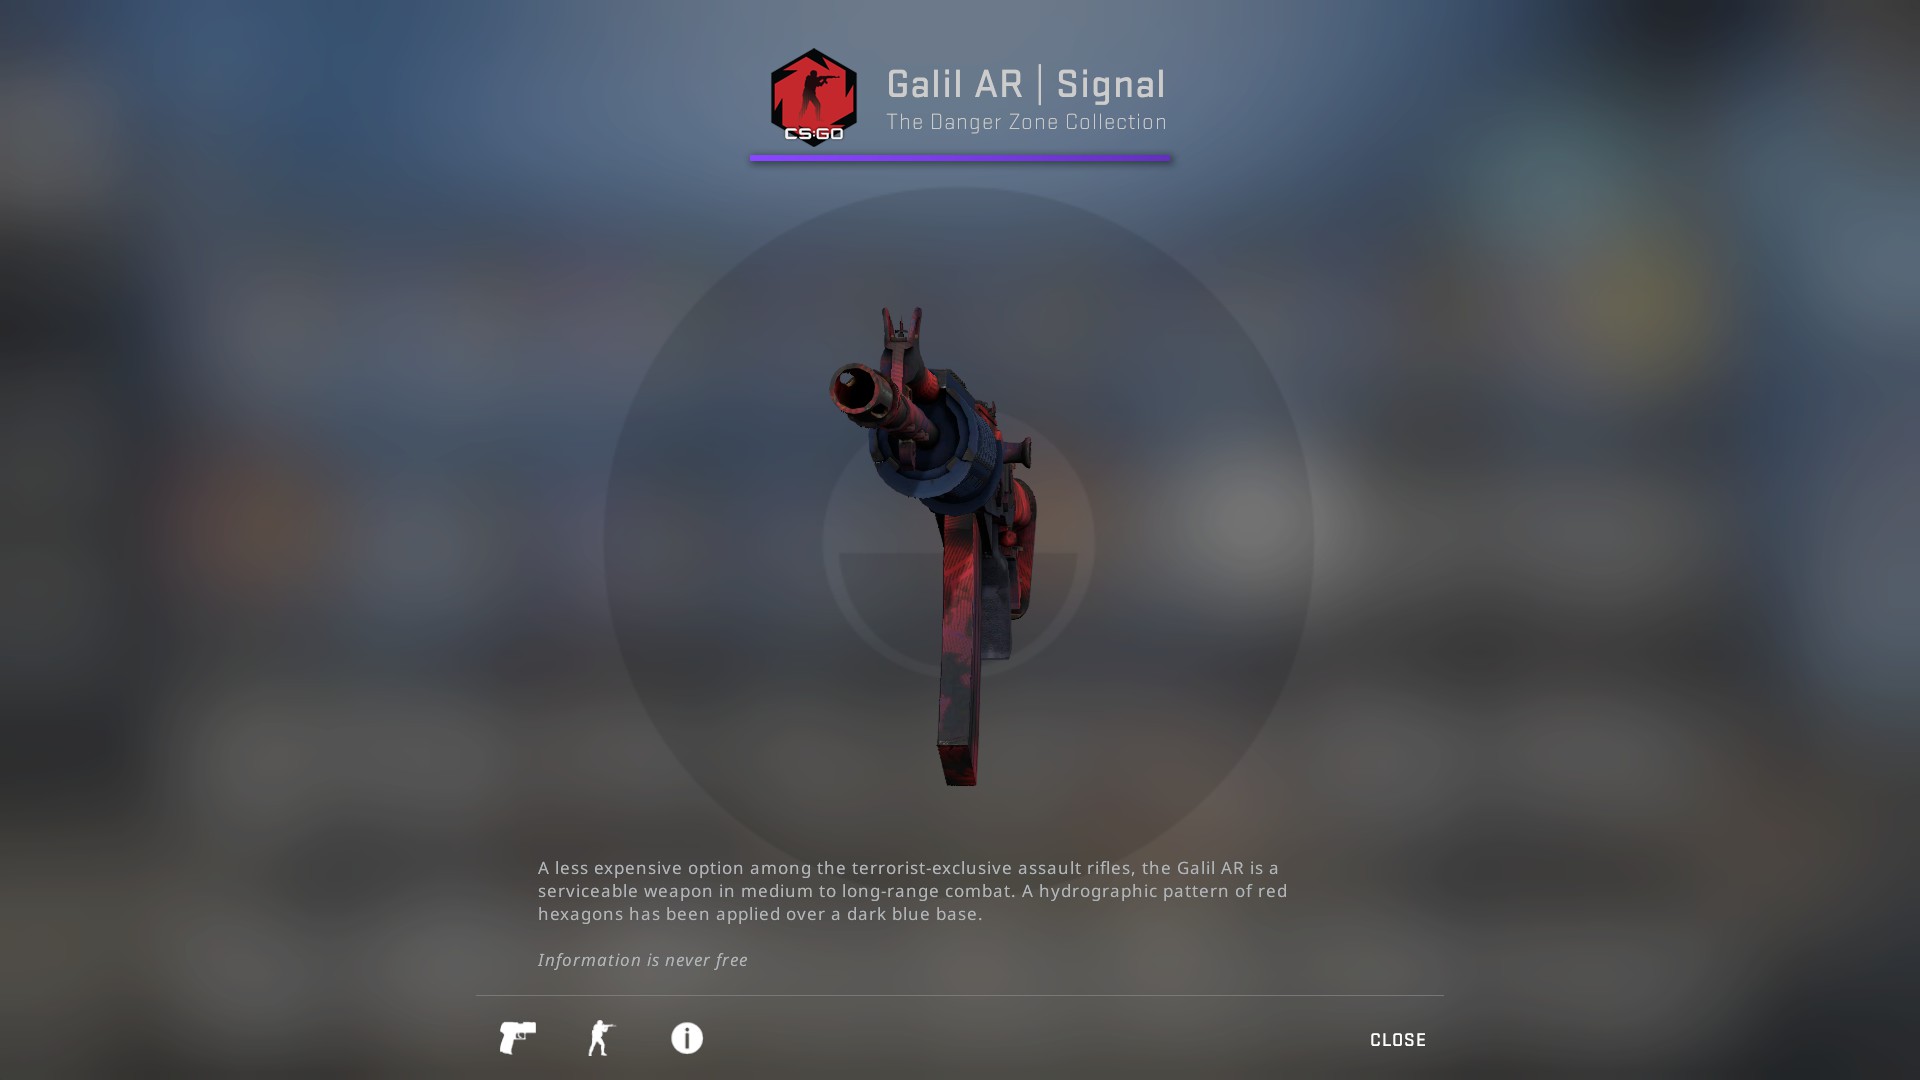 CS:GO
Galil AR | Signal
The Danger Zone Collection
A less expensive option among the terrorist-exclusive assault rifles, the Galil AR is a
serviceable weapon in medium to long-range combat. A hydrographic pattern of red
hexagons has been applied over a dark blue base.
Information is never free
CLOSE